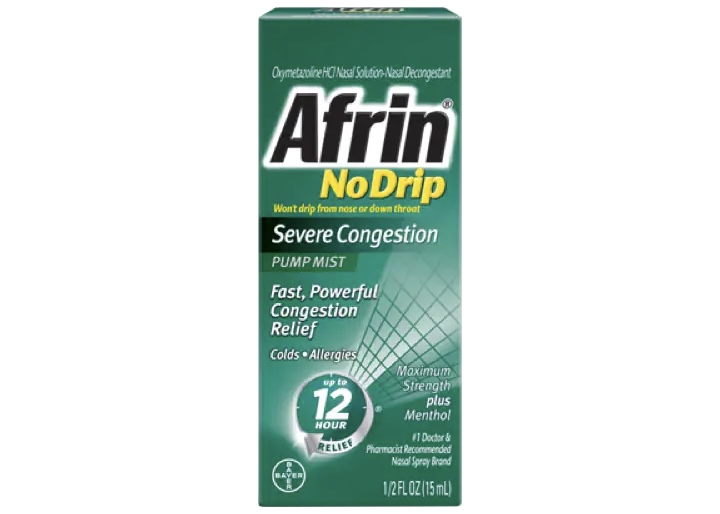 Oxymetazoline HCl Nasal Solution-Nasal Decongestant
Afrin®
No Drip
Won't drip from nose or down throat
Severe Congestion
PUMP MIST
Fast, Powerful
Congestion
Relief
Colds • Allergies
up to
12
HOUR
RELIEF
®
Maximum
Strength
plus
Menthol
#1 Doctor &
Pharmacist Recommended
Nasal Spray Brand
BAYER
BAYER
1/2 FL OZ (15 mL)